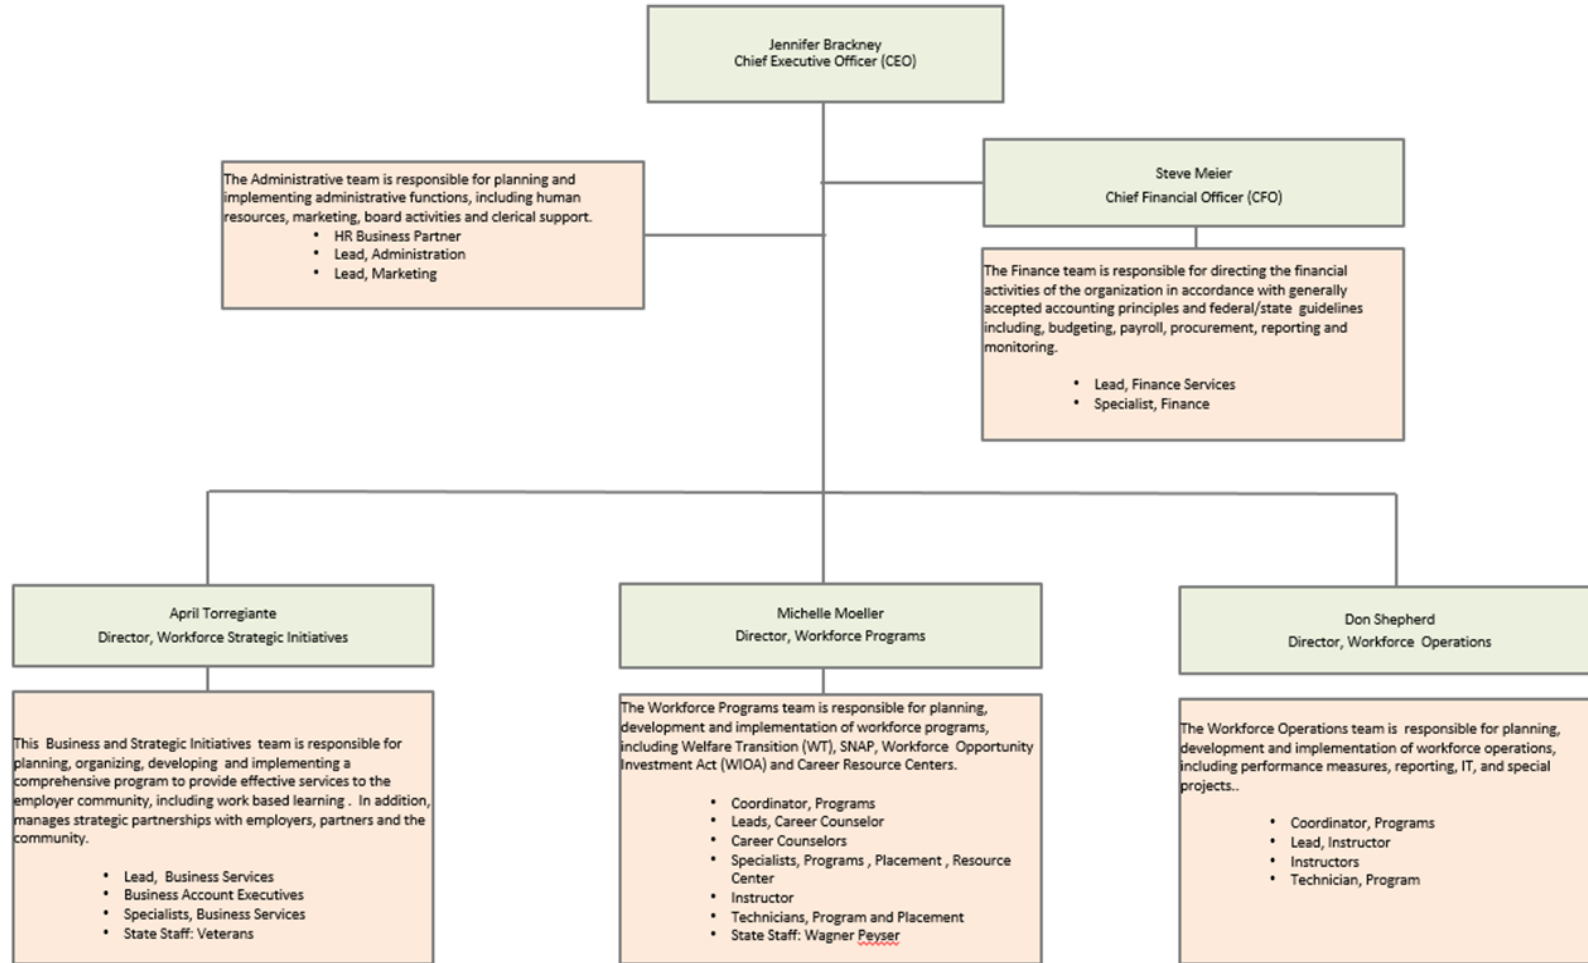 Jennifer Brackney
Chief Executive Officer (CEO)
Steve Meier
Chief Financial Officer (CFO)
The Administrative team is responsible for planning and
implementing administrative functions, including human
resources, marketing, board activities and clerical support.
• HR Business Partner
• Lead, Administration
• Lead, Marketing
The Finance team is responsible for directing the financial
activities of the organization in accordance with generally
accepted accounting principles and federal/state guidelines
including, budgeting, payroll, procurement, reporting and
monitoring.
• Lead, Finance Services
• Specialist, Finance
April Torregiante
Director, Workforce Strategic Initiatives
This Business and Strategic Initiatives team is responsible for
planning, organizing, developing and implementing a
comprehensive program to provide effective services to the
employer community, including work based learning . In addition,
manages strategic partnerships with employers, partners and the
community.
• Lead, Business Services
• Business Account Executives
• Specialists, Business Services
• State Staff: Veterans
Michelle Moeller
Director, Workforce Programs
The Workforce Programs team is responsible for planning,
development and implementation of workforce programs,
including Welfare Transition (WT), SNAP, Workforce Opportunity
Investment Act (WIOA) and Career Resource Centers.
• Coordinator, Programs
• Leads, Career Counselor
• Career Counselors
• Specialists, Programs , Placement , Resource
Center
• Instructor
• Technicians, Program and Placement
• State Staff: Wagner Peyser
Don Shepherd
Director, Workforce Operations
The Workforce Operations team is responsible for planning,
development and implementation of workforce operations,
including performance measures, reporting, IT, and special
projects..
• Coordinator, Programs
• Lead, Instructor
• Instructors
• Technician, Program